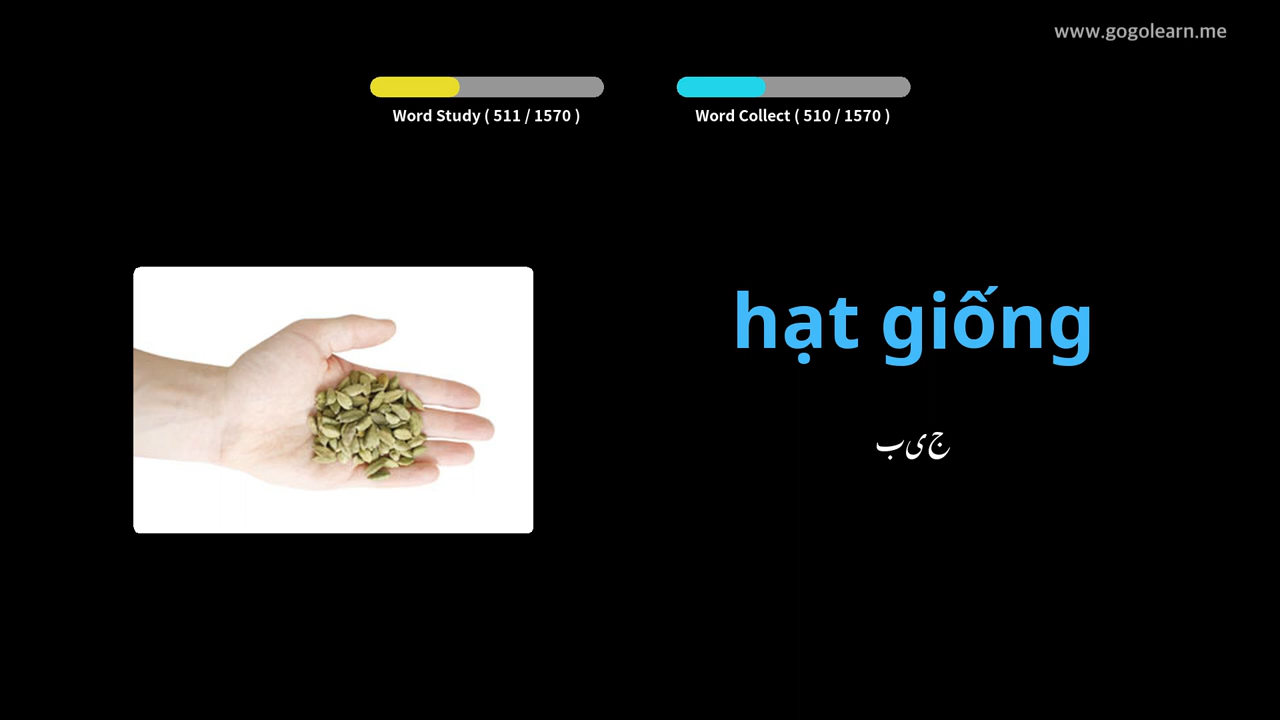 www.gogolearn.me
Word Study ( 511 / 1570 )
Word Collect ( 510 / 1570 )
hạt giống
ج ی ب